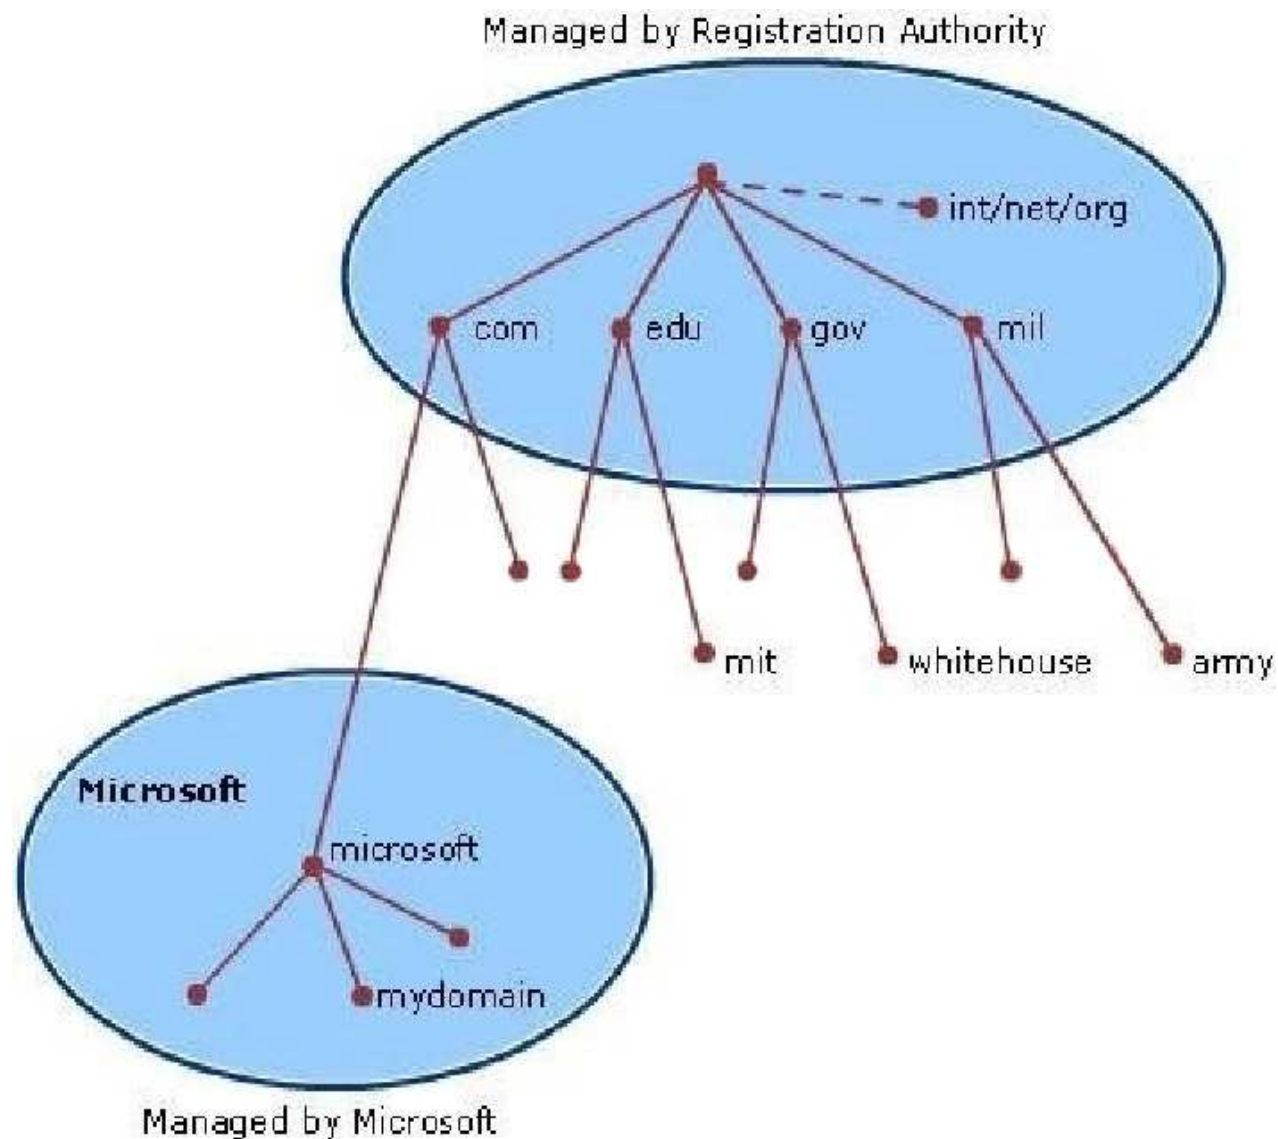 Managed by Registration Authority
int/net/org
com
edu
gov
mil
mit
whitehouse
army
Microsoft
microsoft
mydomain
Managed by Microsoft